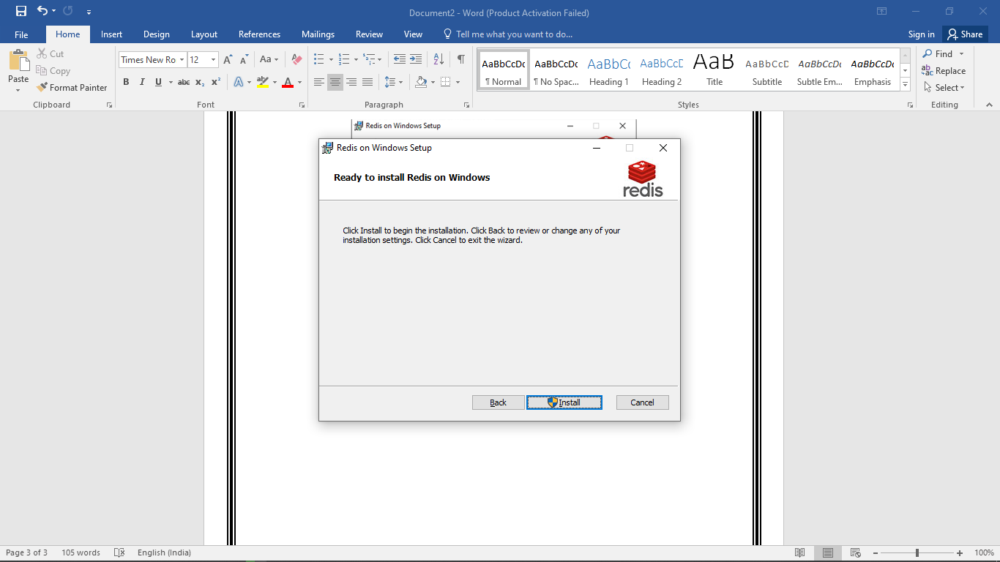 Document2 - Word (Product Activation Failed)
File Home Insert Design Layout References Mailings Review View Tell me what you want to do... Sign in Share
Paste
Cut
Copy
Format Painter
Clipboard
Times New Ro 12 Aa
B I U abc x₂ x² A ab A
Font
Paragraph
AaBbCcDc AaBbCcDc AaBbCc AaBbCcD AaB AaBbCcD AaBbCcDc AaBbCcDc
¶ Normal ¶ No Spac... Heading 1 Heading 2 Title Subtitle Subtle Em... Emphasis
Styles
Find
Replace
Select
Editing
Redis on Windows Setup
Redis on Windows Setup
Ready to install Redis on Windows
redis
Click Install to begin the installation. Click Back to review or change any of your
installation settings. Click Cancel to exit the wizard.
Back Install Cancel
Page 3 of 3 105 words English (India) 100%